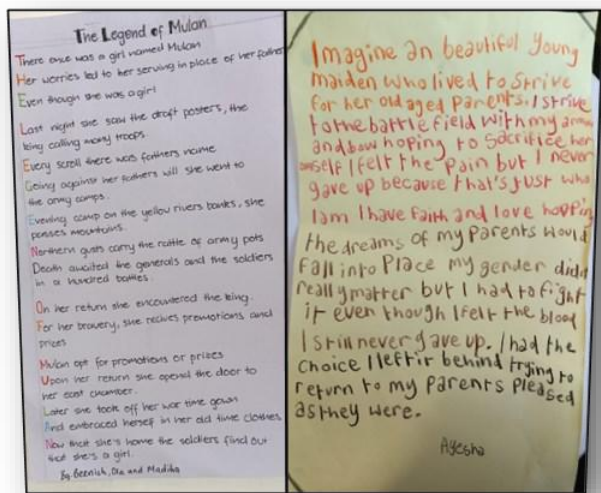 The Legend of Mulan
There once was a girl named Mulan
Her worries led to her serving in place of her father
Even though she was a girl
Last night she saw the draft posters, the
king calling many troops.
Every scroll there was fathers name
Going against her fathers will she went to
the army camps.
Evening camp on the yellow rivers banks, she
passes mountains.
Northern gusts carry the rattle of army pots
Death awaited the generals and the soldiers
in a hundred battles.
On her return she encountered the king.
For her bravery, she recives premotions and
prizes
Mulan opt for promotions or prizes
Upon her return she opend the door to
her east chamber.
Later she took off her war time gown
And embraced herself in her old time clothes
Now that she's home the soldiers find out
that she's a girl.
By Beenish, Ola and Madiha
Imagine an beautiful young
maiden who lived to strive
for her old aged parents. I strive
to the battle field with my
and bow hoping to sacrifice her
self I felt the pain but I never
gave up because that's just who
I am I have faith and love hopping
the dreams of my parents would
fall into place my gender did
really matter but I had to fight
it even though I felt the blood
I still never gave up. I had the
choice I left it behind trying to
return to my parents pleased
as they were.
Ayesha